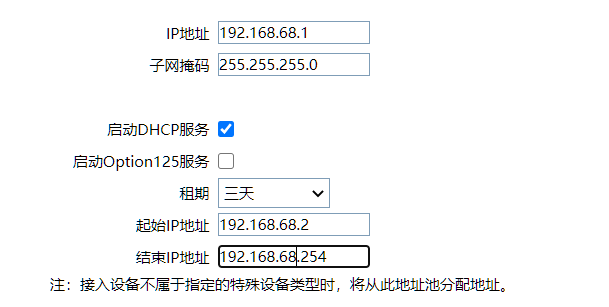 IP地址 192.168.68.1
子网掩码 255.255.255.0
启动DHCP服务
启动Option125服务
租期 三天
起始IP地址 192.168.68.2
结束IP地址 192.168.68.254
注：接入设备不属于指定的特殊设备类型时，将从此地址池分配地址。